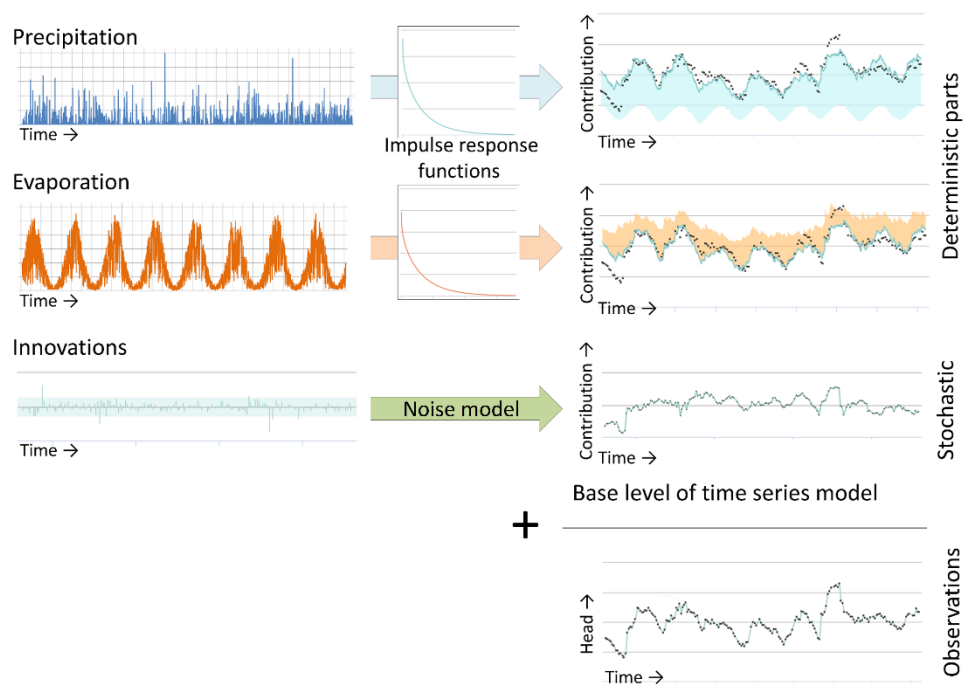 Precipitation
Time →
Contribution →
Time →
Impulse response
functions
Evaporation
Time →
Contribution →
Time →
Deterministic parts
Innovations
Time →
Noise model
Contribution →
Time →
Stochastic
Base level of time series model
+
Head →
Time →
Observations